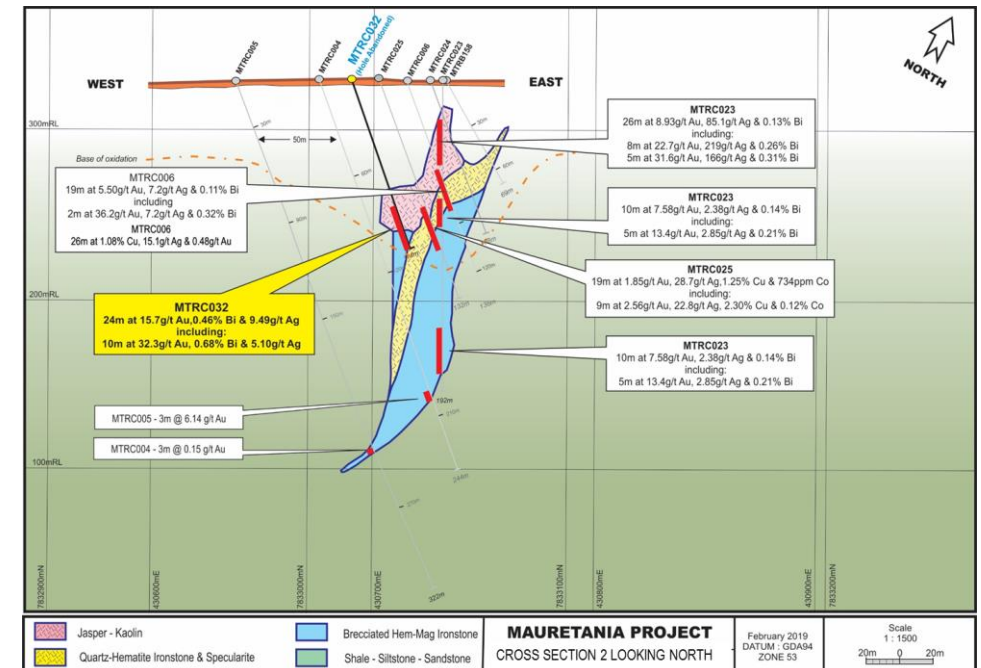 MTRC005
MTRC004
MTRC032
(Hole Abandoned)
MTRC025
MTRC006
MTRC024
MTRC023
MTRB158
WEST
EAST
NORTH
300mRL
30m
50m
30m
Base of oxidation
60m
60m
MTRC023
26m at 8.93g/t Au, 85.1g/t Ag & 0.13% Bi
including:
8m at 22.7g/t Au, 219g/t Ag & 0.26% Bi
5m at 31.6g/t Au, 166g/t Ag & 0.31% Bi
MTRC006
19m at 5.50g/t Au, 7.2g/t Ag & 0.11% Bi
including
2m at 36.2g/t Au, 7.2g/t Ag & 0.32% Bi
MTRC006
26m at 1.08% Cu, 15.1g/t Ag & 0.48g/t Au
MTRC023
10m at 7.58g/t Au, 2.38g/t Ag & 0.14% Bi
including:
5m at 13.4g/t Au, 2.85g/t Ag & 0.21% Bi
MTRC025
19m at 1.85g/t Au, 28.7g/t Ag,1.25% Cu & 734ppm Co
including:
9m at 2.56g/t Au, 22.8g/t Ag, 2.30% Cu & 0.12% Co
200mRL
132m
MTRC032
24m at 15.7g/t Au,0.46% Bi & 9.49g/t Ag
including:
10m at 32.3g/t Au, 0.68% Bi & 5.10g/t Ag
MTRC023
10m at 7.58g/t Au, 2.38g/t Ag & 0.14% Bi
including:
5m at 13.4g/t Au, 2.85g/t Ag & 0.21% Bi
192m
210m
MTRC005 - 3m @ 6.14 g/t Au
MTRC004 - 3m @ 0.15 g/t Au
100mRL
244m
322m
7832900mN
430600mE
7833000mN
430700mE
7833100mN
430800mE
430900mE
7833200mN
Jasper - Kaolin
Quartz-Hematite Ironstone & Specularite
Brecciated Hem-Mag Ironstone
Shale - Siltstone - Sandstone
MAURETANIA PROJECT
CROSS SECTION 2 LOOKING NORTH
February 2019
DATUM : GDA94
ZONE 53
Scale
1 : 1500
20m 0 20m